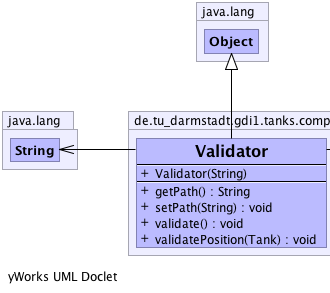 java.lang
Object
java.lang
String
de.tu_darmstadt.gdi1.tanks.comp
Validator
+ Validator(String)
+ getPath() : String
+ setPath(String) : void
+ validate() : void
+ validatePosition(Tank) : void
yWorks UML Doclet